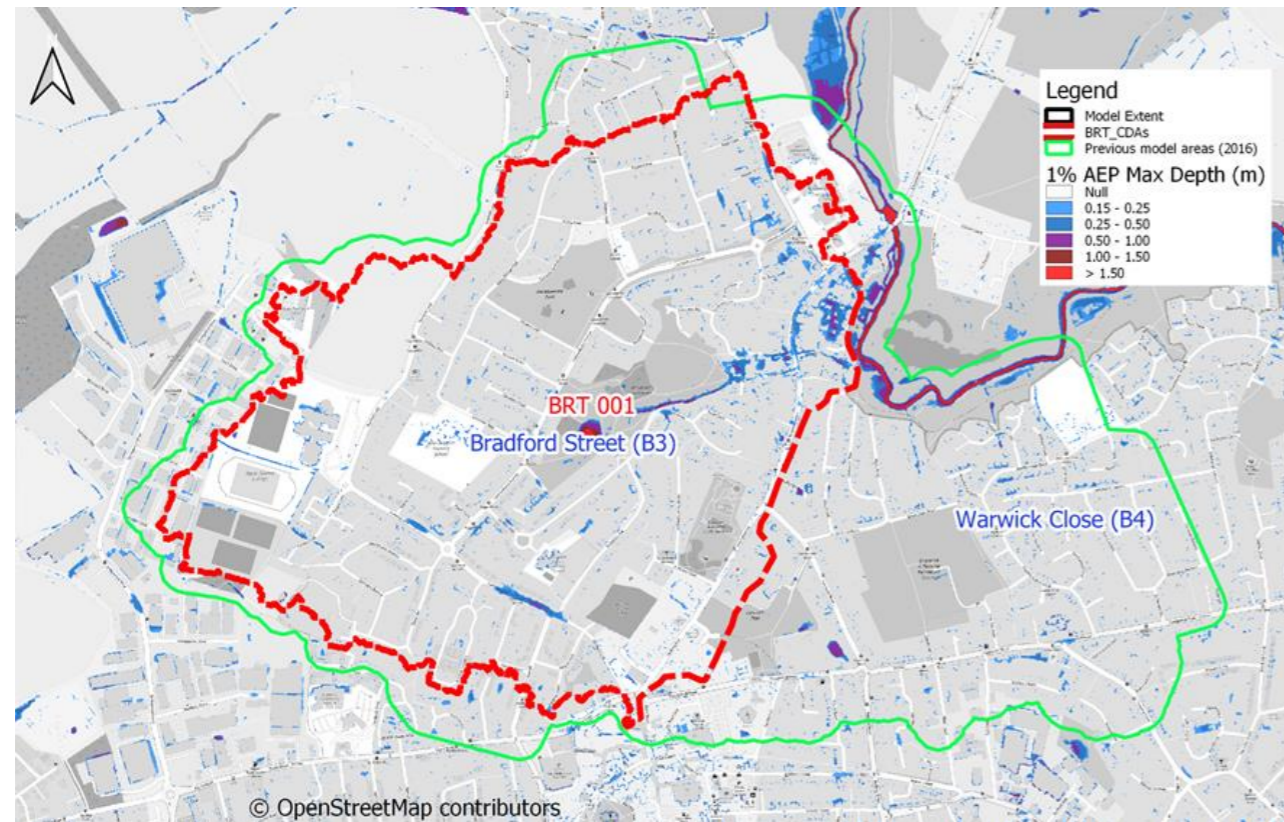 Legend
Model Extent
BRT_CDAs
Previous model areas (2016)
1% AEP Max Depth (m)
Null
0.15 - 0.25
0.25 - 0.50
0.50 - 1.00
1.00 - 1.50
> 1.50
BRT 001
Bradford Street (B3)
Warwick Close (B4)
© OpenStreetMap contributors